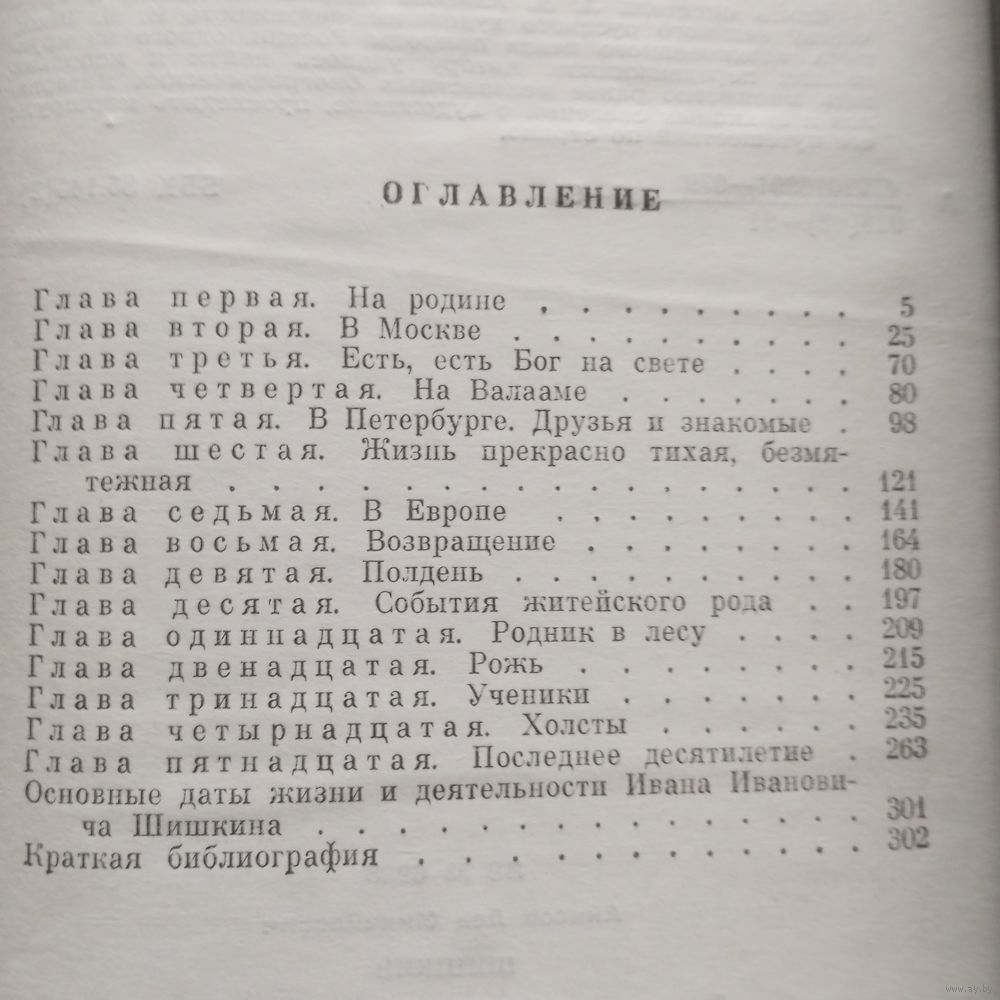 ОГЛАВЛЕНИЕ
Глава первая. На родине . . . . . . . . . 5
Глава вторая. В Москве . . . . . . . . . . 25
Глава третья. Есть, есть Бог на свете . . . . 70
Глава четвертая. На Валааме . . . . . . . 80
Глава пятая. В Петербурге. Друзья и знакомые . 98
Глава шестая. Жизнь прекрасно тихая, безмя-
тежная . . . . . . . . . . . . . . . . 121
Глава седьмая. В Европе . . . . . . . . . 141
Глава восьмая. Возвращение . . . . . . . . 164
Глава девятая. Полдень . . . . . . . . . . 180
Глава десятая. События житейского рода . . 197
Глава одиннадцатая. Родник в лесу . . . . 209
Глава двенадцатая. Рожь . . . . . . . . 215
Глава тринадцатая. Ученики . . . . . . . 225
Глава четырнадцатая. Холсты . . . . . . 235
Глава пятнадцатая. Последнее десятилетие . 263
Основные даты жизни и деятельности Ивана Иванови-
ча Шишкина . . . . . . . . . . . . . 301
Краткая библиография . . . . . . . . . . . 302
www.ay.by